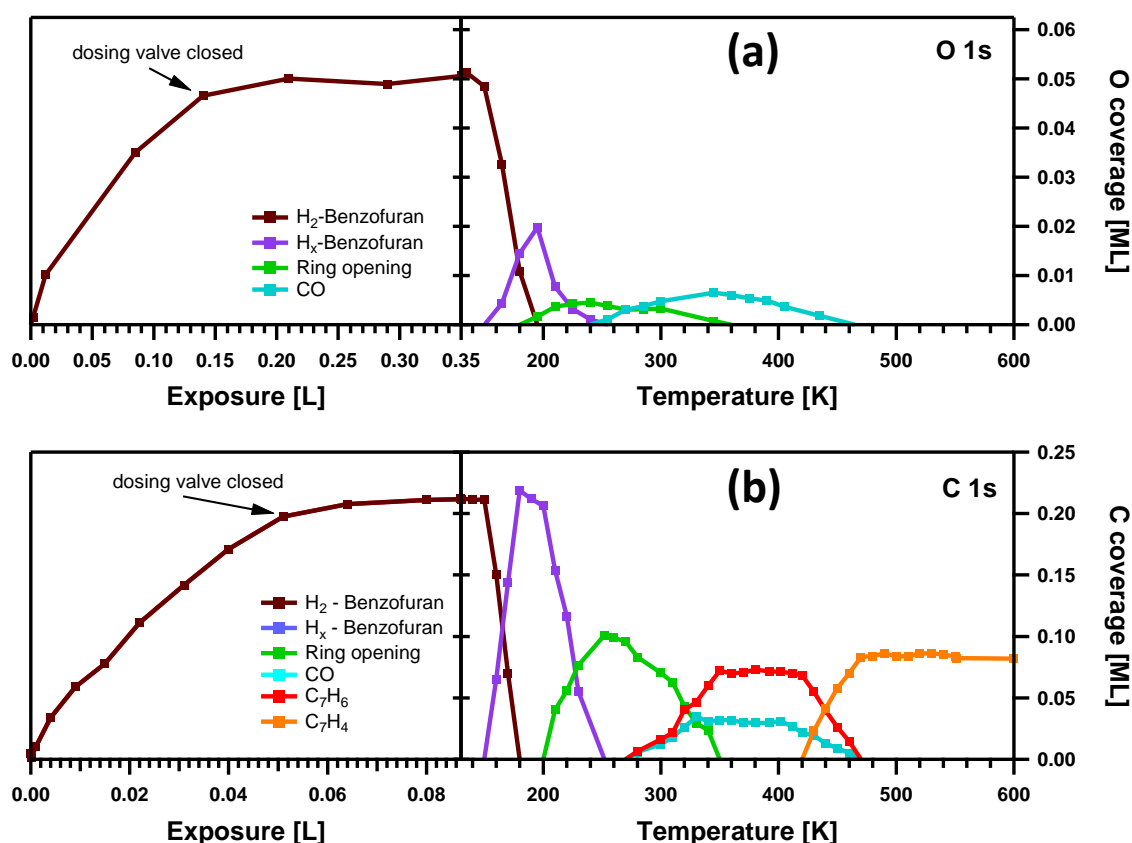 (a)
O 1s
dosing valve closed
H₂-Benzofuran
Hₓ-Benzofuran
Ring opening
CO
0.06
0.05
0.04
0.03
0.02
0.01
0.00
O coverage [ML]
0.00 0.05 0.10 0.15 0.20 0.25 0.30 0.35 200 300 400 500 600
Exposure [L] Temperature [K]
(b)
C 1s
dosing valve closed
H₂ - Benzofuran
Hₓ - Benzofuran
Ring opening
CO
C₇H₆
C₇H₄
0.25
0.20
0.15
0.10
0.05
0.00
C coverage [ML]
0.00 0.02 0.04 0.06 0.08 200 300 400 500 600
Exposure [L] Temperature [K]